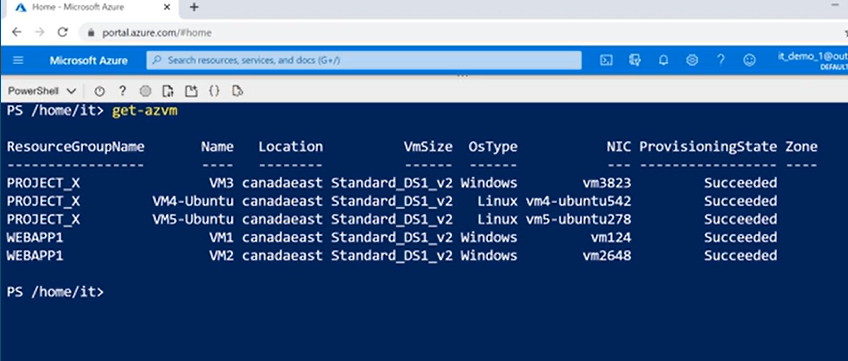 Home - Microsoft Azure
portal.azure.com/#home
Microsoft Azure
Search resources, services, and docs (G+/)
it_demo_1@out
DEFAULT
PowerShell
PS /home/it> get-azvm
ResourceGroupName Name Location VmSize OsType NIC ProvisioningState Zone
----------------- ---- -------- ------ ------ --- ----------------- ----
PROJECT_X VM3 canadaeast Standard_DS1_v2 Windows vm3823 Succeeded
PROJECT_X VM4-Ubuntu canadaeast Standard_DS1_v2 Linux vm4-ubuntu542 Succeeded
PROJECT_X VM5-Ubuntu canadaeast Standard_DS1_v2 Linux vm5-ubuntu278 Succeeded
WEBAPP1 VM1 canadaeast Standard_DS1_v2 Windows vm124 Succeeded
WEBAPP1 VM2 canadaeast Standard_DS1_v2 Windows vm2648 Succeeded
PS /home/it>